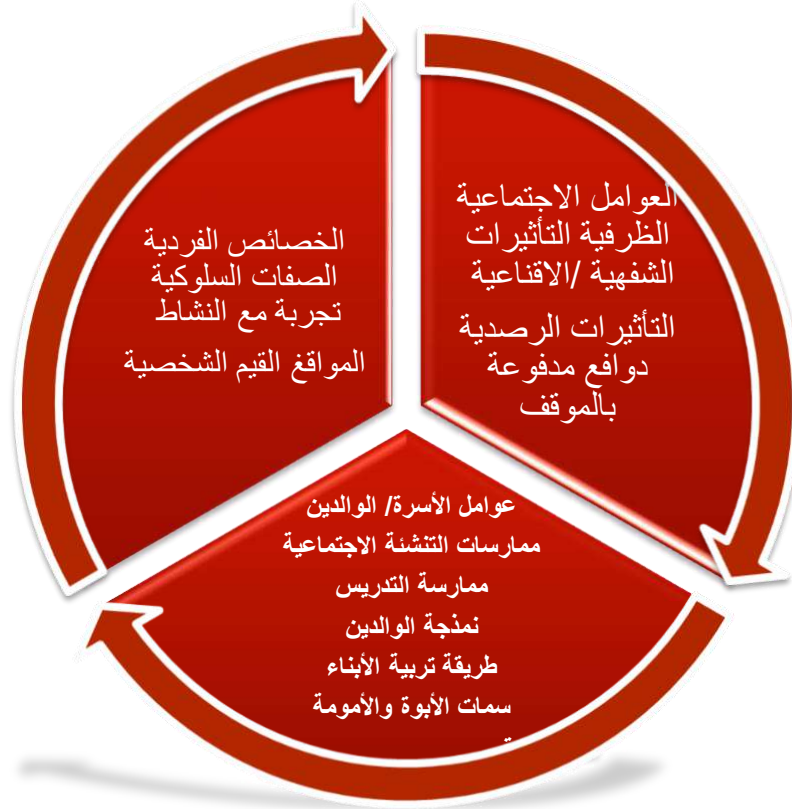 العوامل الاجتماعية
الظرفية التأثيرات
الشفهية /الاقناعية
التأثيرات الرصدية
دوافع مدفوعة
بالموقف
الخصائص الفردية
الصفات السلوكية
تجربة مع النشاط
المواقغ القيم الشخصية
عوامل الأسرة/ الوالدين
ممارسات التنشئة الاجتماعية
ممارسة التدريس
نمذجة الوالدين
طريقة تربية الأبناء
سمات الأبوة والأمومة